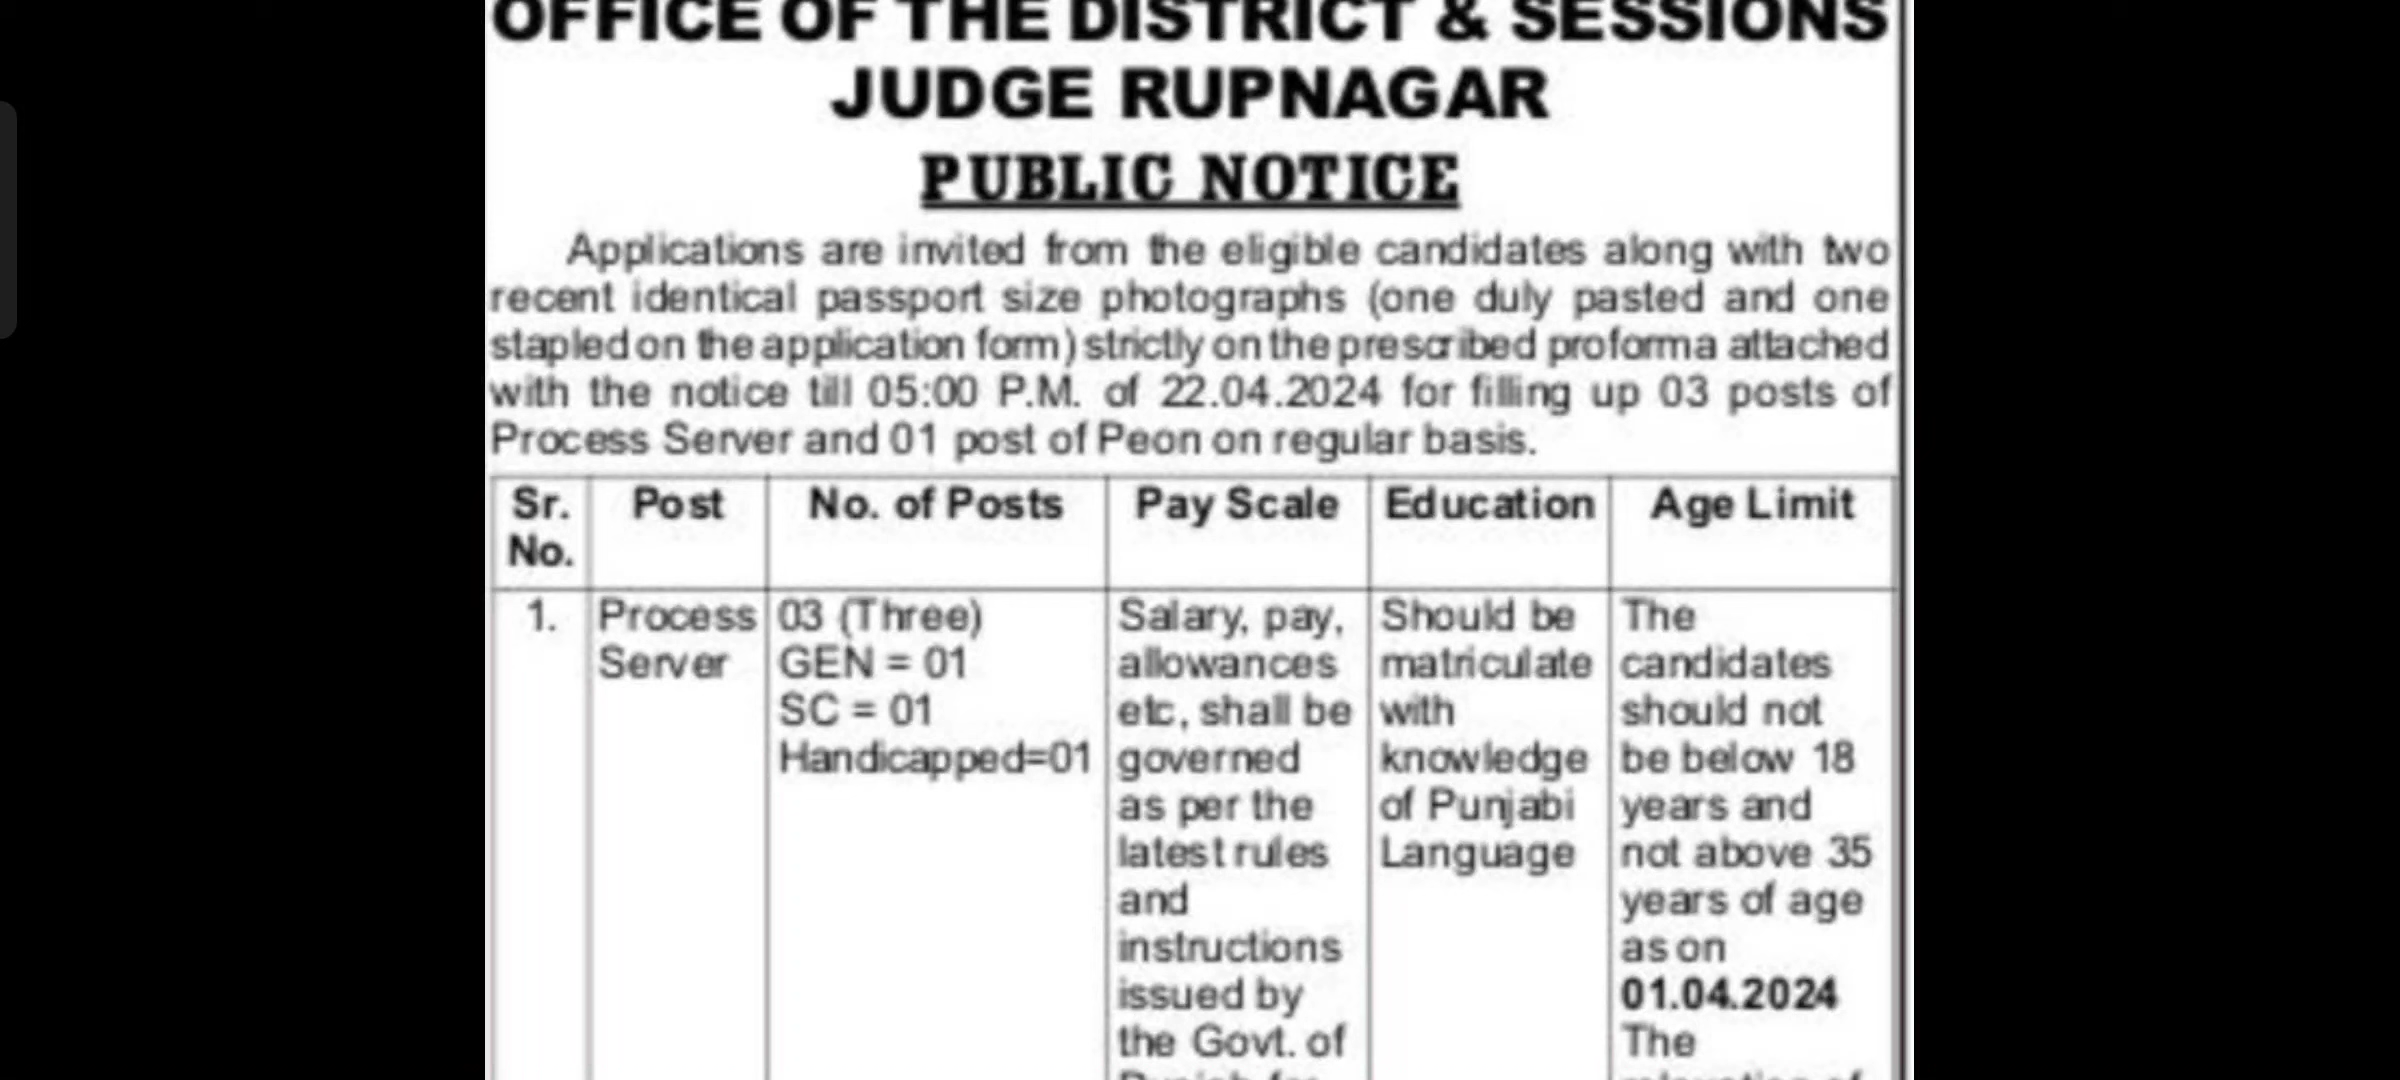 OFFICE OF THE DISTRICT & SESSIONS
JUDGE RUPNAGAR
PUBLIC NOTICE
Applications are invited from the eligible candidates along with two
recent identical passport size photographs (one duly pasted and one
stapled on the application form) strictly on the prescribed proforma attached
with the notice till 05:00 P.M. of 22.04.2024 for filling up 03 posts of
Process Server and 01 post of Peon on regular basis.
Sr. No.
Post
No. of Posts
Pay Scale
Education
Age Limit
1.
Process
Server
03 (Three)
GEN = 01
SC = 01
Handicapped=01
Salary, pay,
allowances
etc, shall be
governed
as per the
latest rules
and
instructions
issued by
the Govt. of
Should be
matriculate
with
knowledge
of Punjabi
Language
The
candidates
should not
be below 18
years and
not above 35
years of age
as on
01.04.2024
The